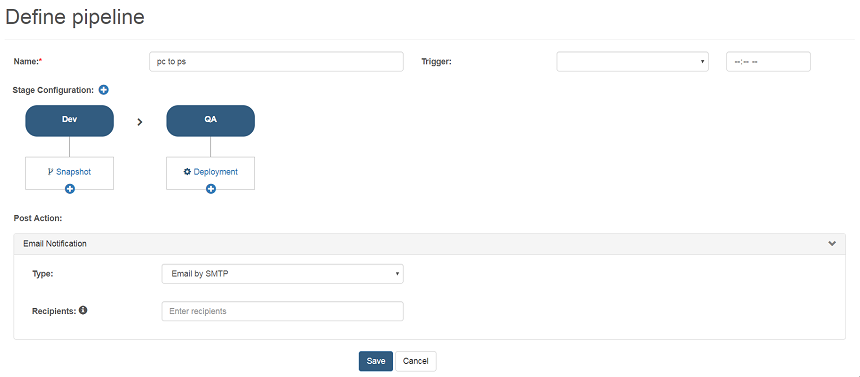 Define pipeline
Name:* pc to ps Trigger: --:-- --
Stage Configuration:
Dev > QA
Snapshot Deployment
Post Action:
Email Notification
Type: Email by SMTP
Recipients: Enter recipients
Save Cancel